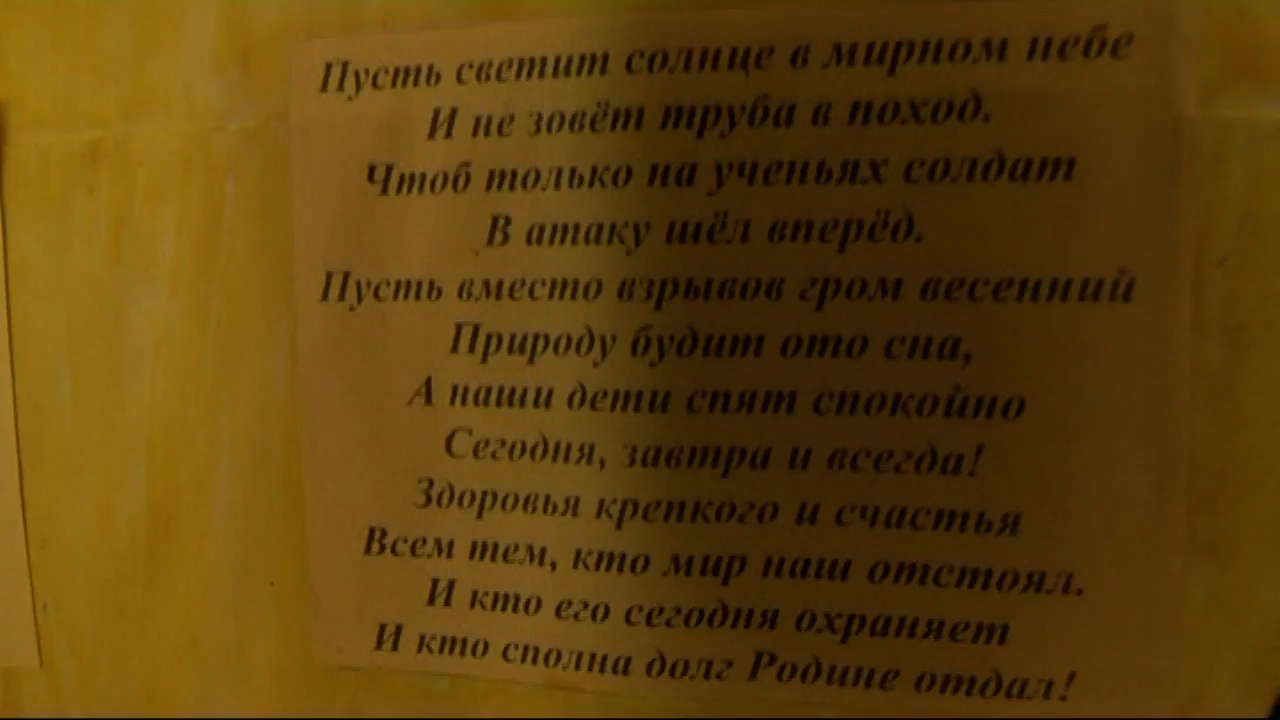 Пусть светит солнце в мирном небе
И не зовёт труба в поход.
Чтоб только на ученьях солдат
В атаку шёл вперёд.
Пусть вместо взрывов гром весенний
Природу будит ото сна,
А наши дети спят спокойно
Сегодня, завтра и всегда!
Здоровья крепкого и счастья
Всем тем, кто мир наш отстоял.
И кто его сегодня охраняет
И кто сполна долг Родине отдал!